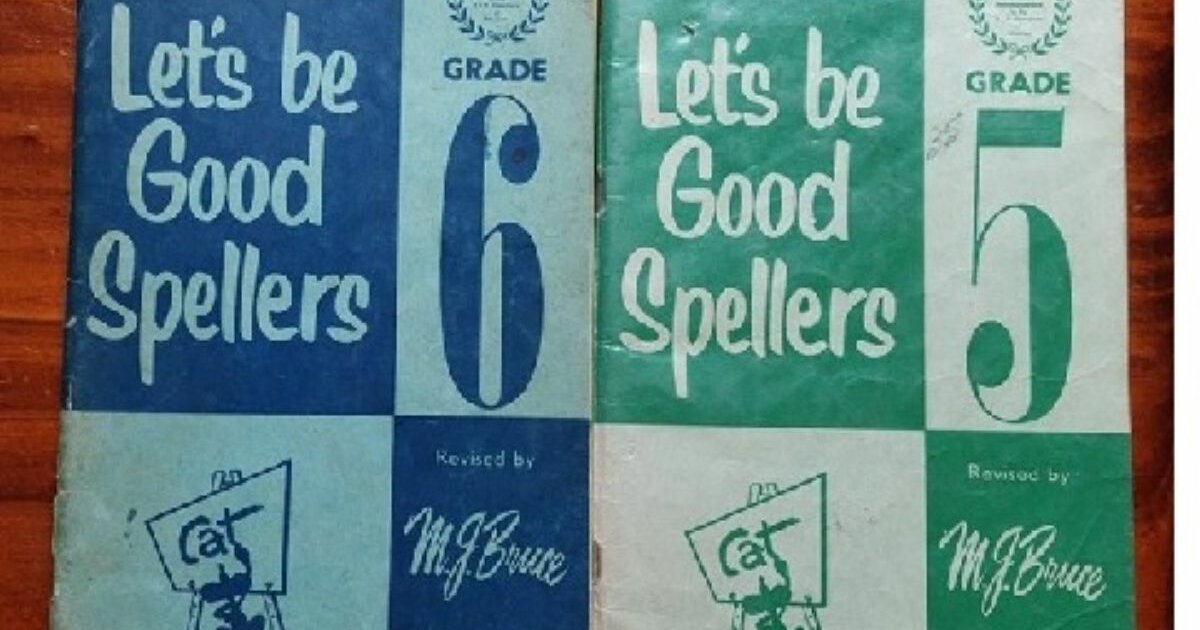 Let's be
Good
Spellers
GRADE
6
cat
Revised by
M.J. Bruce
Let's be
Good
Spellers
GRADE
5
cat
Revised by
M.J. Bruce